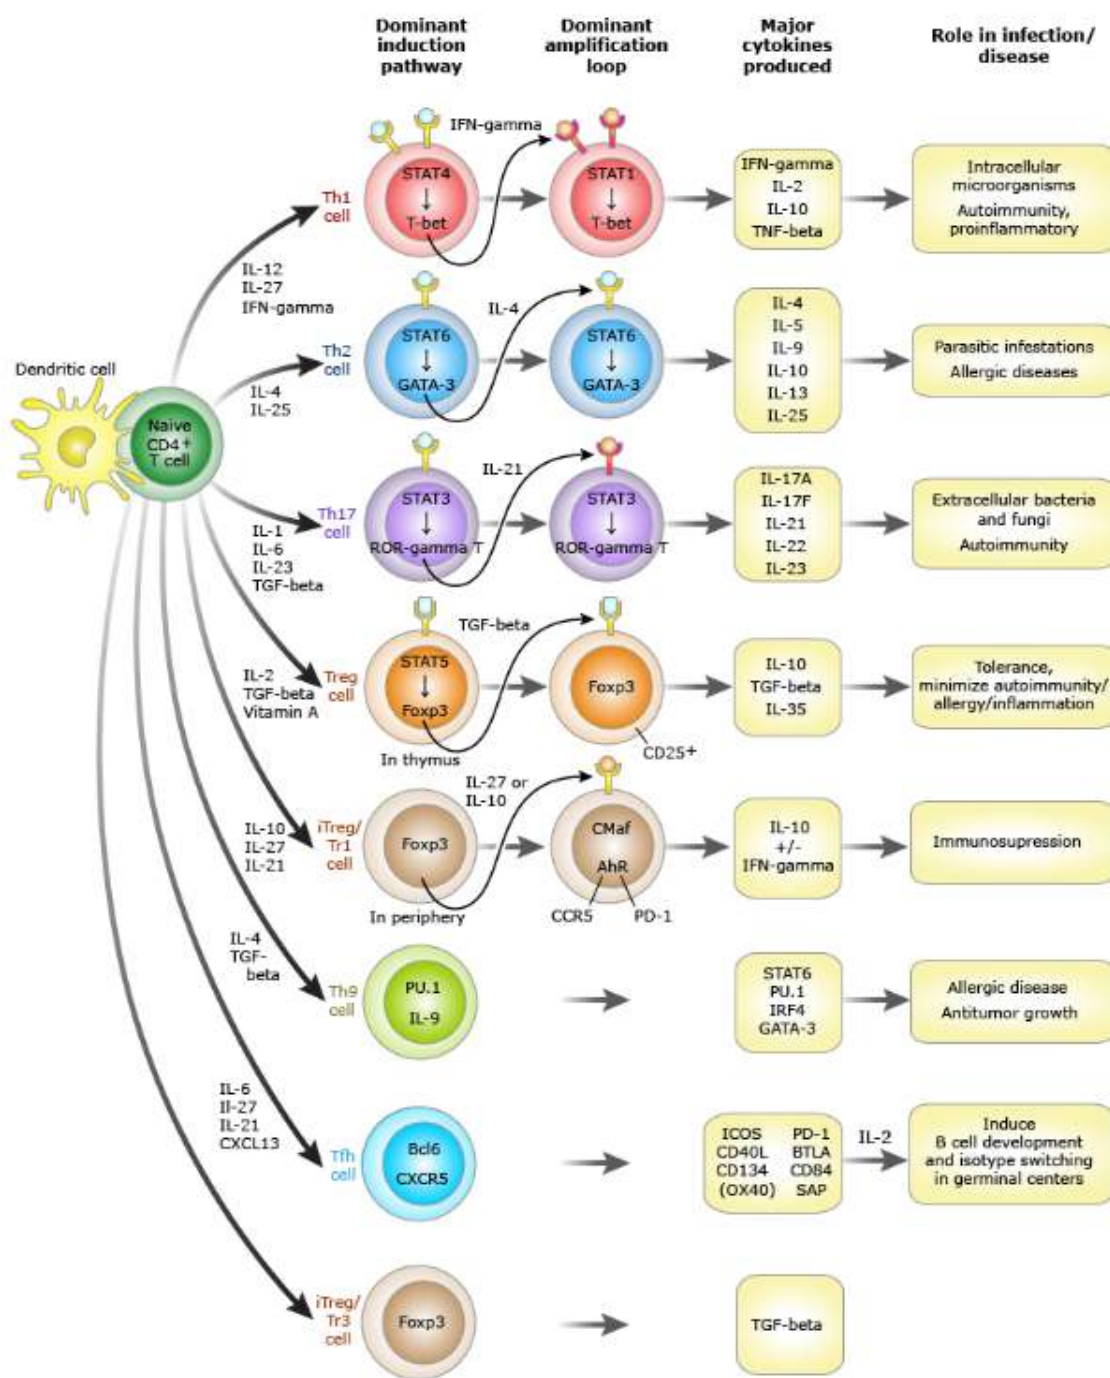 Dominant
induction
pathway
Dominant
amplification
loop
Major
cytokines
produced
Role in infection/
disease
Th1
cell
IL-12
IL-27
IFN-gamma
STAT4
↓
T-bet
IFN-gamma
STAT1
↓
T-bet
IFN-gamma
IL-2
IL-10
TNF-beta
Intracellular
microorganisms
Autoimmunity,
proinflammatory
Dendritic cell
Naive
CD4+
T cell
Th2
cell
IL-4
IL-25
STAT6
↓
GATA-3
IL-4
STAT6
↓
GATA-3
IL-4
IL-5
IL-9
IL-10
IL-13
IL-25
Parasitic infestations
Allergic diseases
Th17
cell
IL-1
IL-6
IL-23
TGF-beta
STAT3
↓
ROR-gamma T
IL-21
STAT3
↓
ROR-gamma T
IL-17A
IL-17F
IL-21
IL-22
IL-23
Extracellular bacteria
and fungi
Autoimmunity
Treg
cell
IL-2
TGF-beta
Vitamin A
STAT5
↓
Foxp3
In thymus
TGF-beta
Foxp3
CD25+
IL-10
TGF-beta
IL-35
Tolerance,
minimize autoimmunity/
allergy/inflammation
iTreg/
Tr1
cell
IL-10
IL-27
IL-21
Foxp3
In periphery
IL-27 or
IL-10
CMaf
AhR
CCR5
PD-1
IL-10
+/-
IFN-gamma
Immunosupression
Th9
cell
IL-4
TGF-
beta
PU.1
IL-9
STAT6
PU.1
IRF4
GATA-3
Allergic disease
Antitumor growth
Tfh
cell
IL-6
Il-27
IL-21
CXCL13
Bcl6
CXCR5
ICOS PD-1
CD40L BTLA
CD134 CD84
(OX40) SAP
IL-2
Induce
B cell development
and isotype switching
in germinal centers
iTreg/
Tr3
cell
Foxp3
TGF-beta